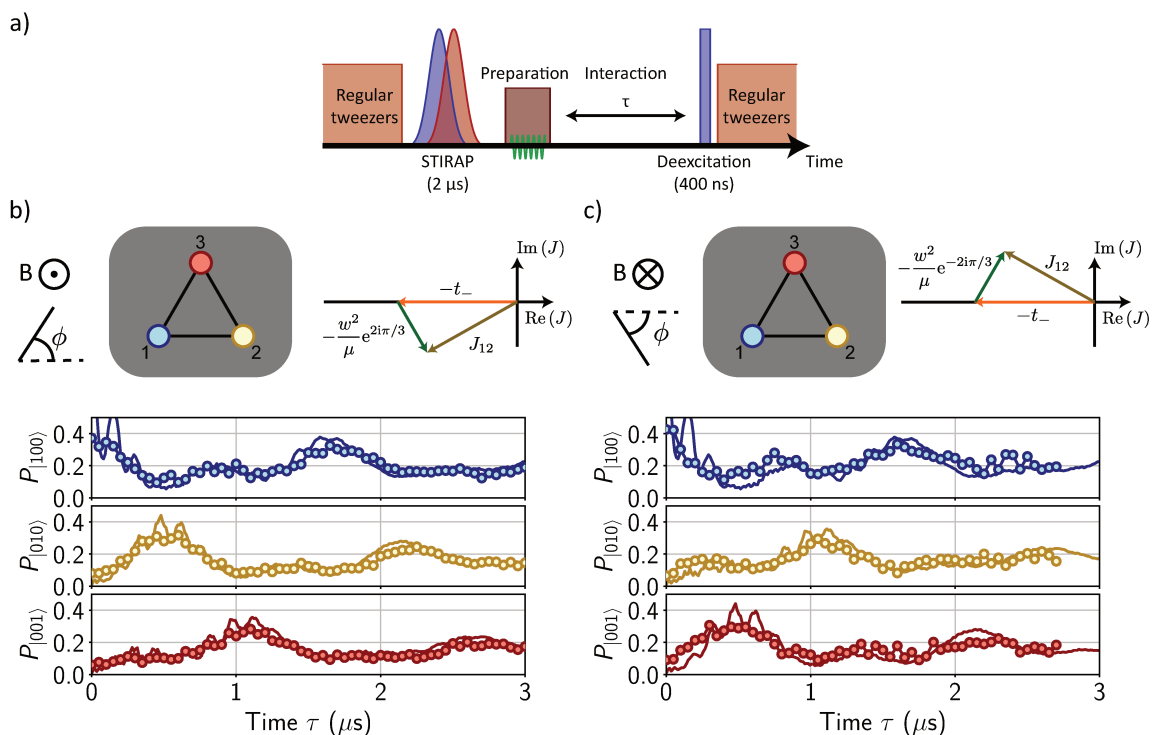 a)
Regular
tweezers
Preparation
Interaction
τ
Regular
tweezers
STIRAP
(2 μs)
Deexcitation
(400 ns)
Time
b)
B
ϕ
3
1
2
Im (J)
−t₋
Re (J)
−w²/μ e^{2iπ/3}
J₁₂
c)
B
ϕ
3
1
2
−w²/μ e^{−2iπ/3}
J₁₂
Im (J)
−t₋
Re (J)
P|100⟩
0.4
0.2
0.0
P|010⟩
0.4
0.2
0.0
P|001⟩
0.4
0.2
0.0
0 1 2 3
Time τ (μs)
P|100⟩
0.4
0.2
0.0
P|010⟩
0.4
0.2
0.0
P|001⟩
0.4
0.2
0.0
0 1 2 3
Time τ (μs)